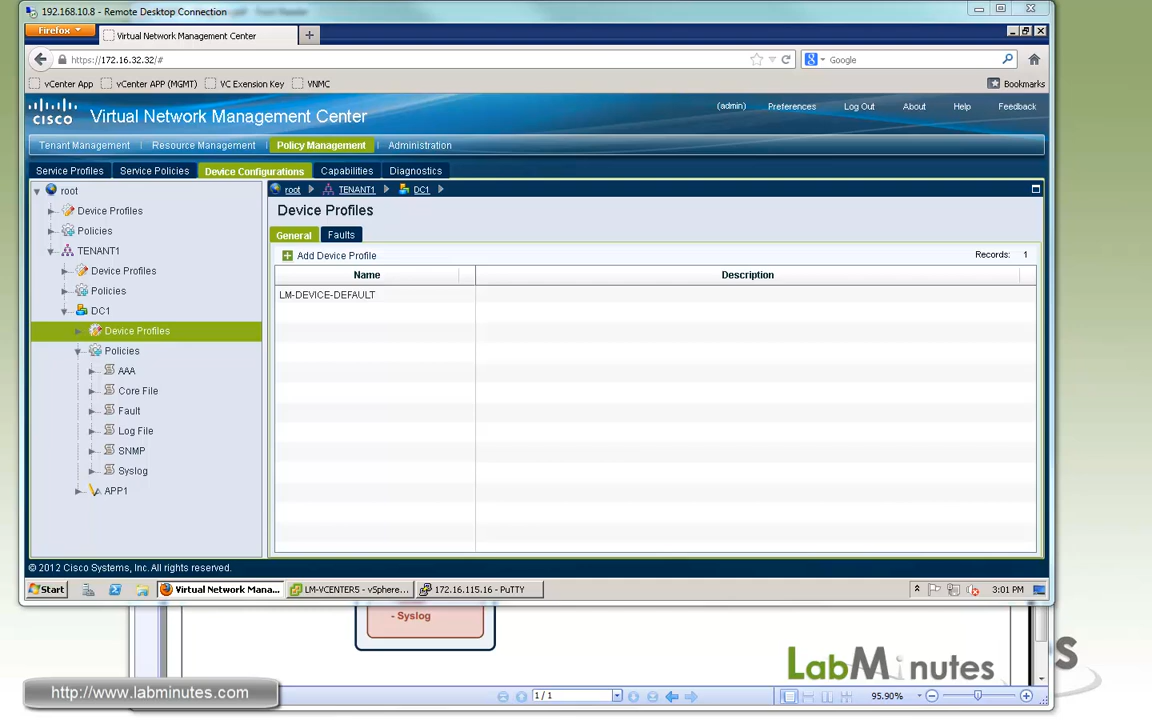 192.168.10.8 - Remote Desktop Connection
Firefox
Virtual Network Management Center
https://172.16.32.32/#
Google
vCenter App
vCenter APP (MGMT)
VC Exension Key
VNMC
Bookmarks
CISCO
Virtual Network Management Center
(admin)
Preferences
Log Out
About
Help
Feedback
Tenant Management
Resource Management
Policy Management
Administration
Service Profiles
Service Policies
Device Configurations
Capabilities
Diagnostics
root
Device Profiles
Policies
TENANT1
Device Profiles
Policies
DC1
Device Profiles
Policies
AAA
Core File
Fault
Log File
SNMP
Syslog
APP1
root
TENANT1
DC1
Device Profiles
General
Faults
Add Device Profile
Records: 1
Name
Description
LM-DEVICE-DEFAULT
© 2012 Cisco Systems, Inc. All rights reserved.
Start
Virtual Network Mana...
LM-VCENTER5 - vSphere...
172.16.115.16 - PuTTY
3:01 PM
- Syslog
LabMinutes
http://www.labminutes.com
1 / 1
95.90%